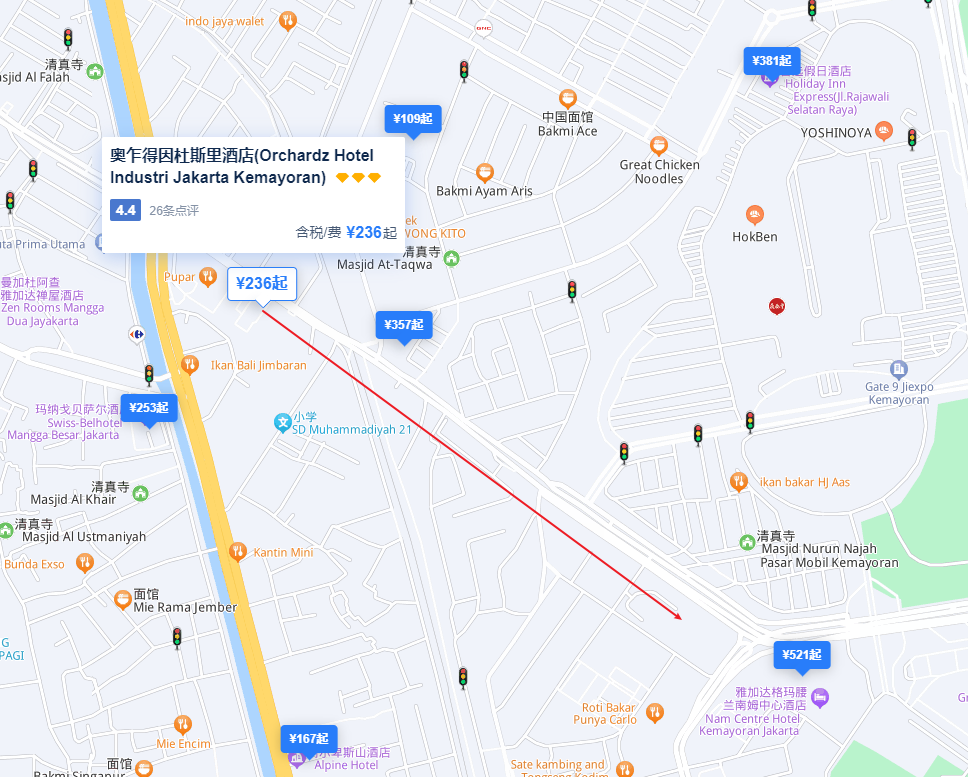 indo jaya walet
GNC
¥381起
清真寺
asjid Al Falah
造假日酒店
Holiday Inn
Express(Jl.Rajawali
Selatan Raya)
¥109起
中国面馆
Bakmi Ace
YOSHINOYA
奥乍得因杜斯里酒店(Orchardz Hotel
Industri Jakarta Kemayoran)
Great Chicken
Noodles
Bakmi Ayam Aris
4.4 26条点评
ek
WONG KITO
HokBen
含税/费 ¥236起
uta Prima Utama
清真寺
Masjid At-Taqwa
Pupar
¥236起
曼加杜阿查
雅加达禅屋酒店
Zen Rooms Mangga
Dua Jayakarta
¥357起
Ikan Bali Jimbaran
Gate 9 Jiexpo
Kemayoran
玛纳戈贝萨尔酒
¥253起
Swiss-Belhotel
Mangga Besar Jakarta
小学
SD Muhammadiyah 21
清真寺
Masjid Al Khair
ikan bakar HJ Aas
清真寺
Masjid Al Ustmaniyah
清真寺
Masjid Nurun Najah
Pasar Mobil Kemayoran
Kantin Mini
Bunda Exso
面馆
Mie Rama Jember
G
PAGI
¥521起
雅加达格玛腰
兰南姆中心酒店
Nam Centre Hotel
Kemayoran Jakarta
Roti Bakar
Punya Carlo
Mie Encim
¥167起
卑斯山酒店
Alpine Hotel
面馆
Bakmi Singapur
Sate kambing and
Tongseng Kodim